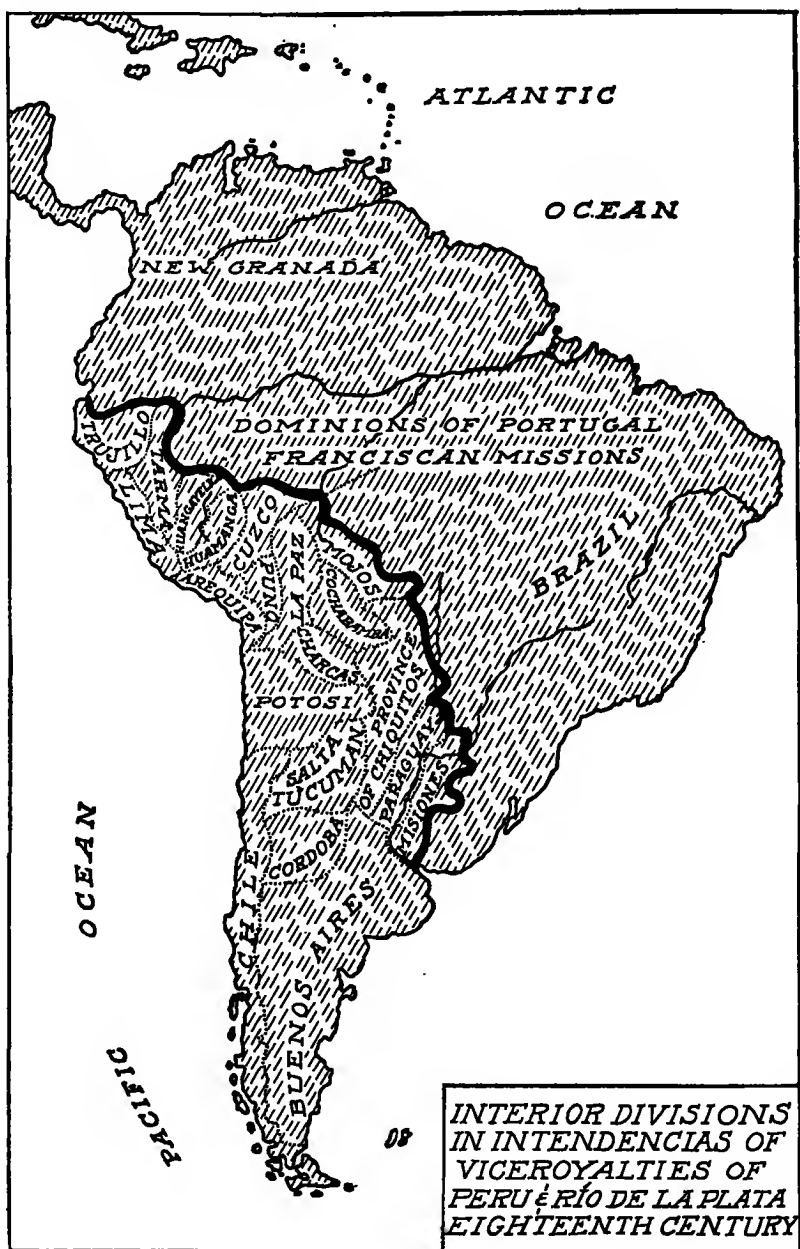 ATLANTIC
OCEAN
NEW GRANADA
DOMINIONS OF PORTUGAL
FRANCISCAN MISSIONS
BRAZIL
TRUJILLO
TARMA
LIMA
HUANCAVELICA
HUAMANGA
CUZCO
AREQUIPA
PUNO
LA PAZ
MOJOS
COCHABAMBA
CHARCAS
POTOSI
PROVINCE
OF CHIQUITOS
SALTA
TUCUMAN
PARAGUAY
MISIONES
CORDOBA
CHILE
BUENOS AIRES
OCEAN
PACIFIC
INTERIOR DIVISIONS
IN INTENDENCIAS OF
VICEROYALTIES OF
PERU & RÍO DE LA PLATA
EIGHTEENTH CENTURY